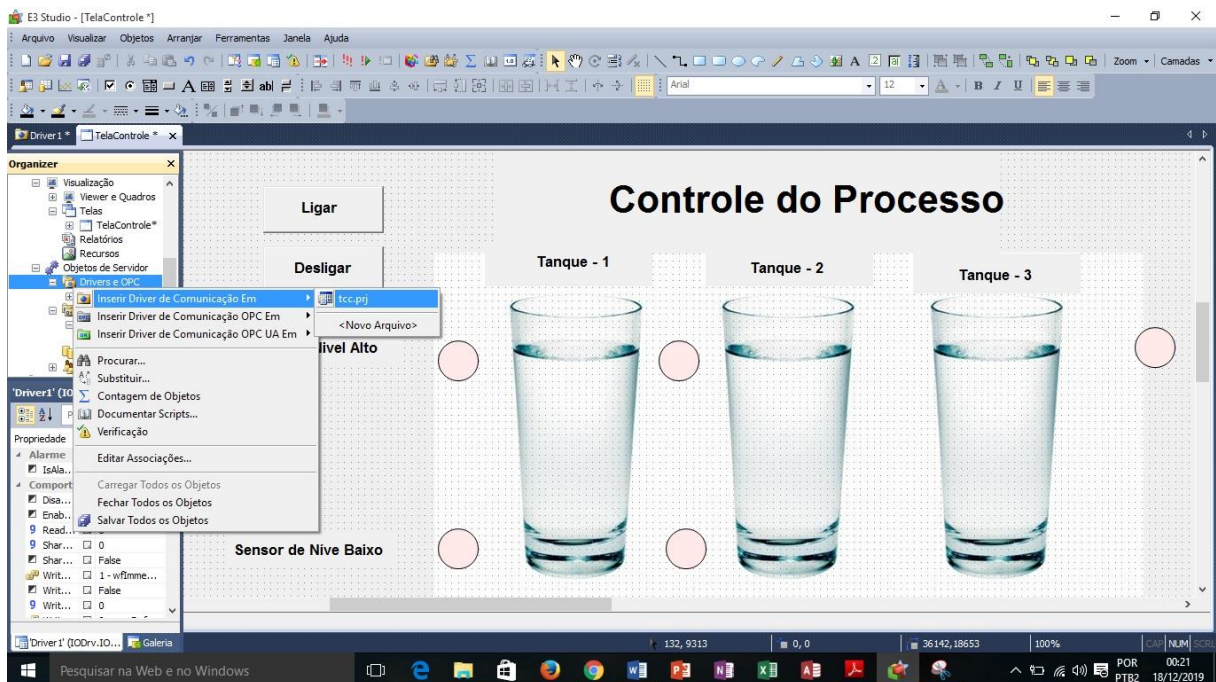 E3 Studio - [TelaControle *]
Arquivo Visualizar Objetos Arranjar Ferramentas Janela Ajuda
Zoom
Camadas
Arial
12
Driver1 *
TelaControle *
Organizer
Visualização
Viewer e Quadros
Telas
TelaControle*
Relatórios
Recursos
Objetos de Servidor
Drivers e OPC
Inserir Driver de Comunicação Em
Inserir Driver de Comunicação OPC Em
Inserir Driver de Comunicação OPC UA Em
Procurar...
Substituir...
Contagem de Objetos
Documentar Scripts...
Verificação
Editar Associações...
Carregar Todos os Objetos
Fechar Todos os Objetos
Salvar Todos os Objetos
tcc.prj
<Novo Arquivo>
'Driver1' (IO
Propriedade
Alarme
IsAla...
Comport
Disa...
Enab...
Read...
Shar... 0
Shar... False
Writ... 1 - wfImme...
Writ... False
Writ... 0
Ligar
Desligar
Controle do Processo
Tanque - 1
Tanque - 2
Tanque - 3
ivel Alto
Sensor de Nive Baixo
'Driver1' (IODrv.IO...
Galeria
132, 9313
0, 0
36142,18653
100%
CAP NUM SCRL
Pesquisar na Web e no Windows
POR
PTB2
00:21
18/12/2019